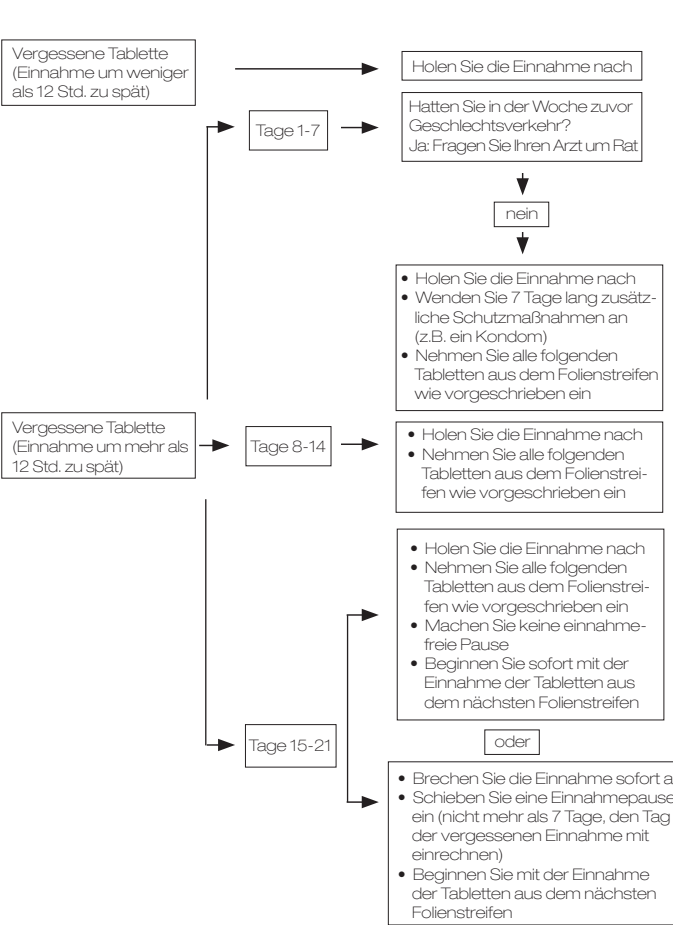 Vergessene Tablette
(Einnahme um weniger
als 12 Std. zu spät)
Holen Sie die Einnahme nach
Tage 1-7
Hatten Sie in der Woche zuvor
Geschlechtsverkehr?
Ja: Fragen Sie Ihren Arzt um Rat
nein
• Holen Sie die Einnahme nach
• Wenden Sie 7 Tage lang zusätz-
liche Schutzmaßnahmen an
(z.B. ein Kondom)
• Nehmen Sie alle folgenden
Tabletten aus dem Folienstreifen
wie vorgeschrieben ein
Vergessene Tablette
(Einnahme um mehr als
12 Std. zu spät)
Tage 8-14
• Holen Sie die Einnahme nach
• Nehmen Sie alle folgenden
Tabletten aus dem Folienstrei-
fen wie vorgeschrieben ein
Tage 15-21
• Holen Sie die Einnahme nach
• Nehmen Sie alle folgenden
Tabletten aus dem Folienstrei-
fen wie vorgeschrieben ein
• Machen Sie keine einnahme-
freie Pause
• Beginnen Sie sofort mit der
Einnahme der Tabletten aus
dem nächsten Folienstreifen
oder
• Brechen Sie die Einnahme sofort a
• Schieben Sie eine Einnahmepause
ein (nicht mehr als 7 Tage, den Tag
der vergessenen Einnahme mit
einrechnen)
• Beginnen Sie mit der Einnahme
der Tabletten aus dem nächsten
Folienstreifen